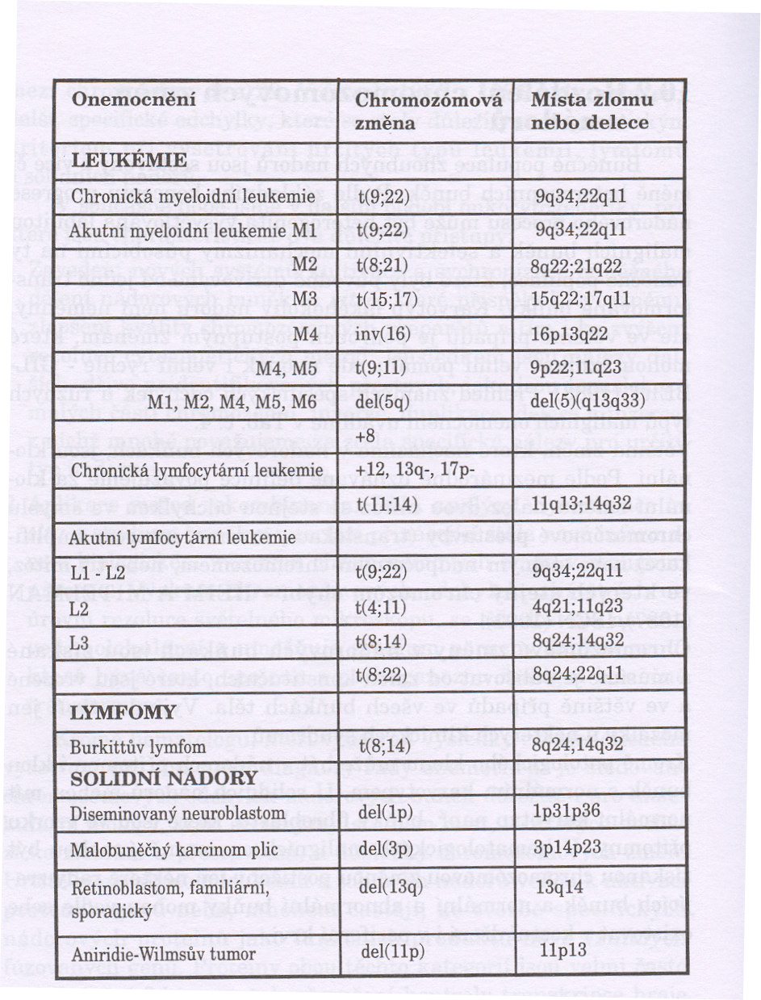 Onemocnění Chromozómová Místa zlomu
změna nebo delece
LEUKÉMIE
Chronická myeloidní leukemie t(9;22) 9q34;22q11
Akutní myeloidní leukemie M1 t(9;22) 9q34;22q11
M2 t(8;21) 8q22;21q22
M3 t(15;17) 15q22;17q11
M4 inv(16) 16p13q22
M4, M5 t(9;11) 9p22;11q23
M1, M2, M4, M5, M6 del(5q) del(5)(q13q33)
+8
Chronická lymfocytární leukemie +12, 13q-, 17p-
t(11;14) 11q13;14q32
Akutní lymfocytární leukemie
L1 - L2 t(9;22) 9q34;22q11
L2 t(4;11) 4q21;11q23
L3 t(8;14) 8q24;14q32
t(8;22) 8q24;22q11
LYMFOMY
Burkittův lymfom t(8;14) 8q24;14q32
SOLIDNÍ NÁDORY
Diseminovaný neuroblastom del(1p) 1p31p36
Malobuněčný karcinom plic del(3p) 3p14p23
Retinoblastom, familiární, del(13q) 13q14
sporadický
Aniridie-Wilmsův tumor del(11p) 11p13